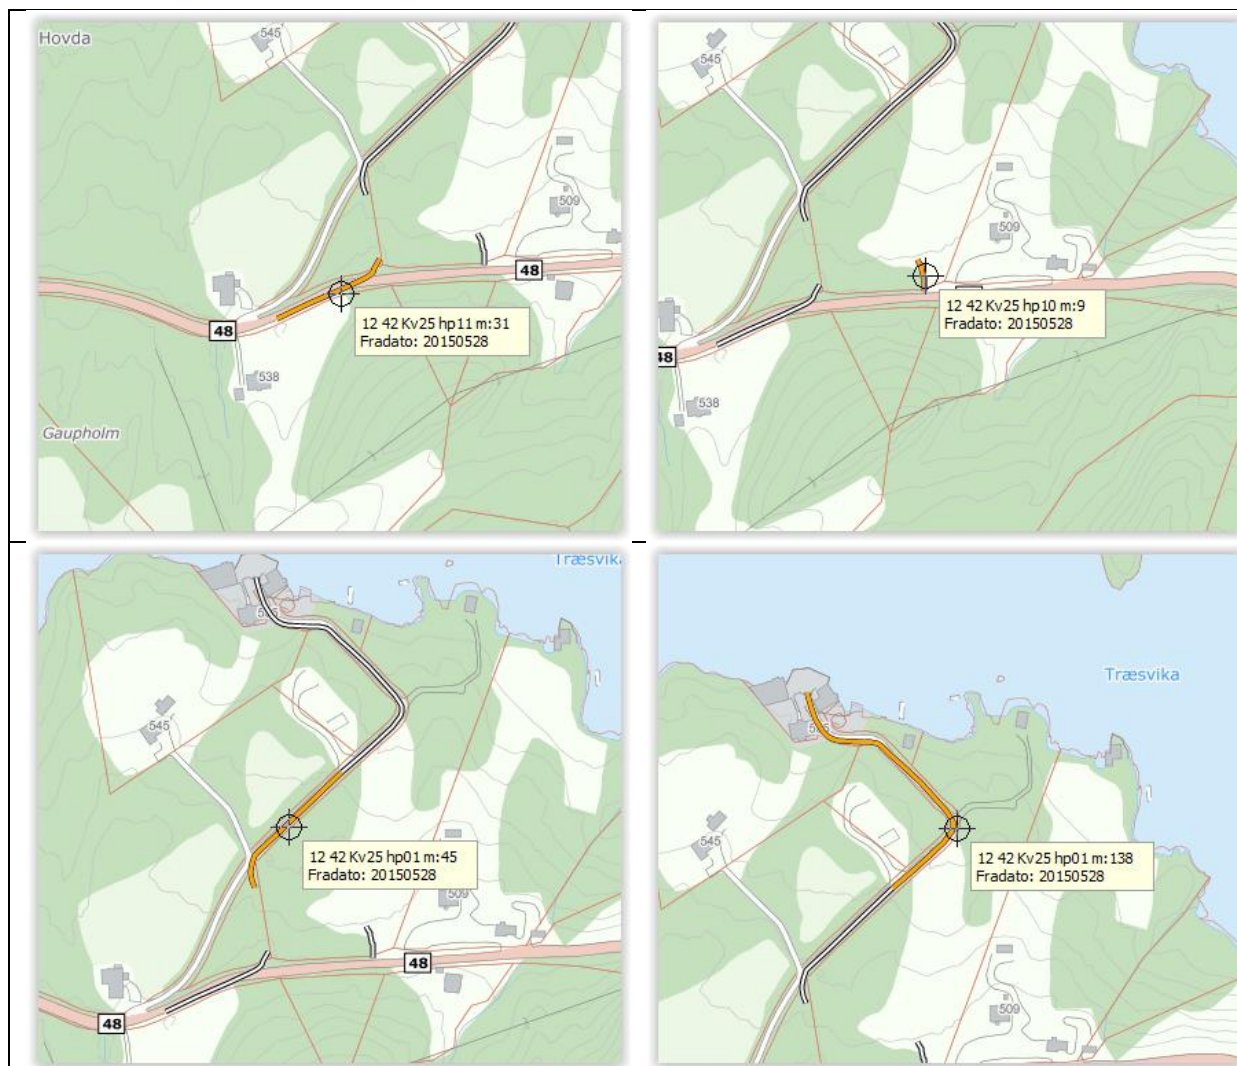 Hovda
545
509
48
12 42 Kv25 hp11 m:31
Fradato: 20150528
48
538
Gaupholm
545
509
12 42 Kv25 hp10 m:9
Fradato: 20150528
48
538
Træsvika
545
12 42 Kv25 hp01 m:45
Fradato: 20150528
509
48
48
Træsvika
545
12 42 Kv25 hp01 m:138
Fradato: 20150528
509